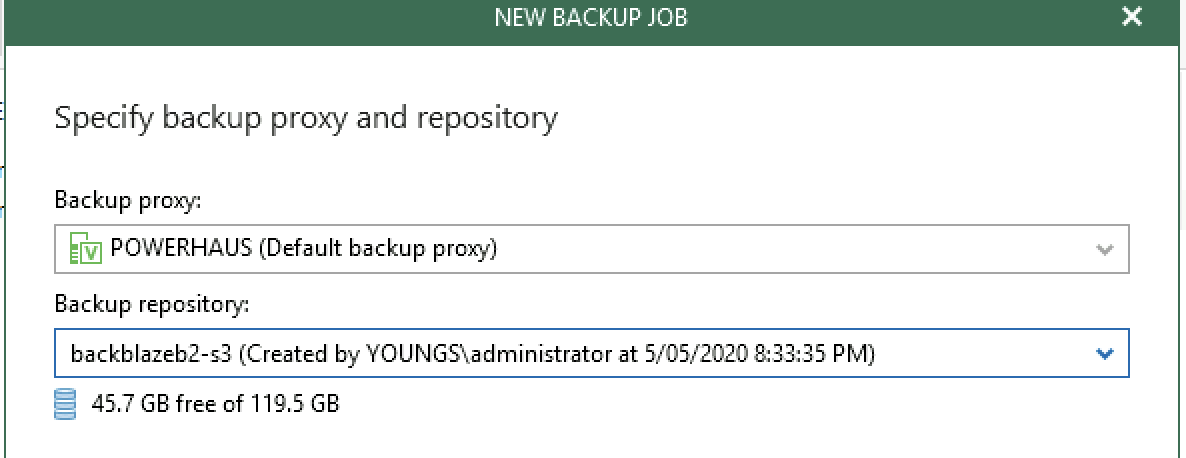 NEW BACKUP JOB
Specify backup proxy and repository
Backup proxy:
POWERHAUS (Default backup proxy)
Backup repository:
backblazeb2-s3 (Created by YOUNGS\administrator at 5/05/2020 8:33:35 PM)
45.7 GB free of 119.5 GB